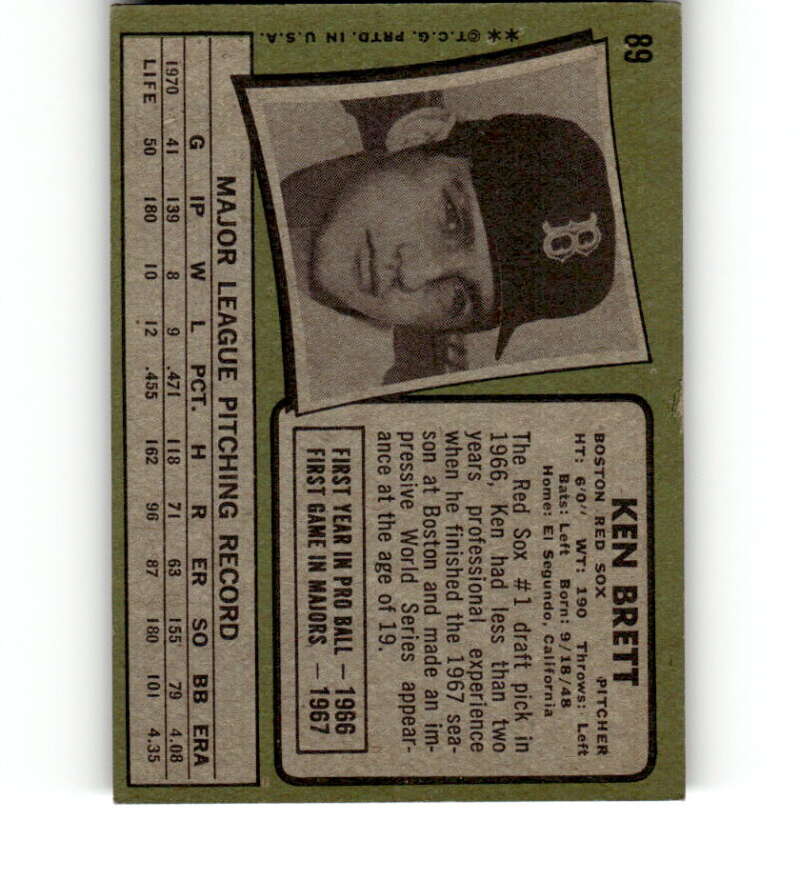 89
**©T.C.G. PRTD. IN U.S.A.
B
KEN BRETT
BOSTON RED SOX PITCHER
HT: 6'0" WT: 190 Throws: Left
Bats: Left Born: 9/18/48
Home: El Segundo, California
The Red Sox #1 draft pick in
1966, Ken had less than two
years, professional experience
when he finished the 1967 sea-
son at Boston and made an im-
pressive World Series appear-
ance at the age of 19.
FIRST YEAR IN PRO BALL — 1966
FIRST GAME IN MAJORS — 1967
MAJOR LEAGUE PITCHING RECORD
G IP W L PCT. H R ER SO BB ERA
1970 41 139 8 9 .471 118 71 63 155 79 4.08
LIFE 50 180 10 12 .455 162 96 87 180 101 4.35